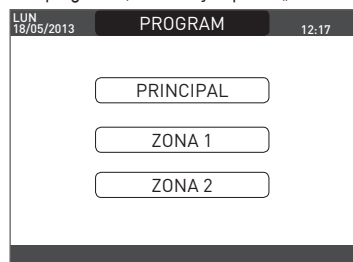 LUN
18/05/2013
PROGRAM
12:17
PRINCIPAL
ZONA 1
ZONA 2